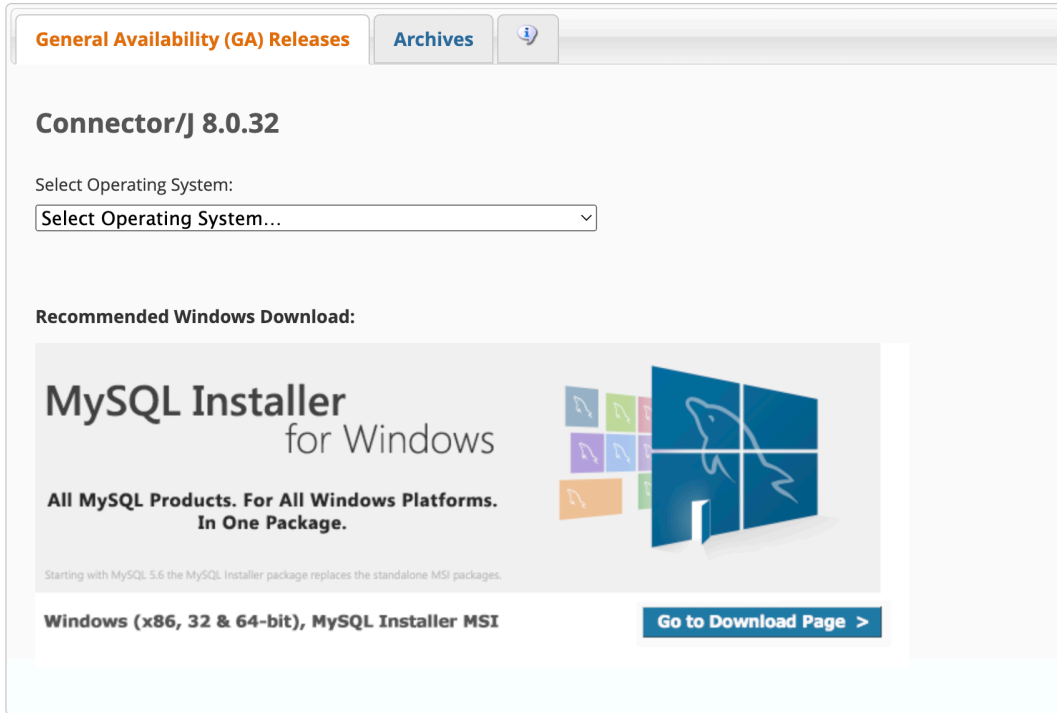 General Availability (GA) Releases
Archives
Connector/J 8.0.32
Select Operating System:
Select Operating System...
Recommended Windows Download:
MySQL Installer
for Windows
All MySQL Products. For All Windows Platforms.
In One Package.
Starting with MySQL 5.6 the MySQL Installer package replaces the standalone MSI packages.
Windows (x86, 32 & 64-bit), MySQL Installer MSI
Go to Download Page >